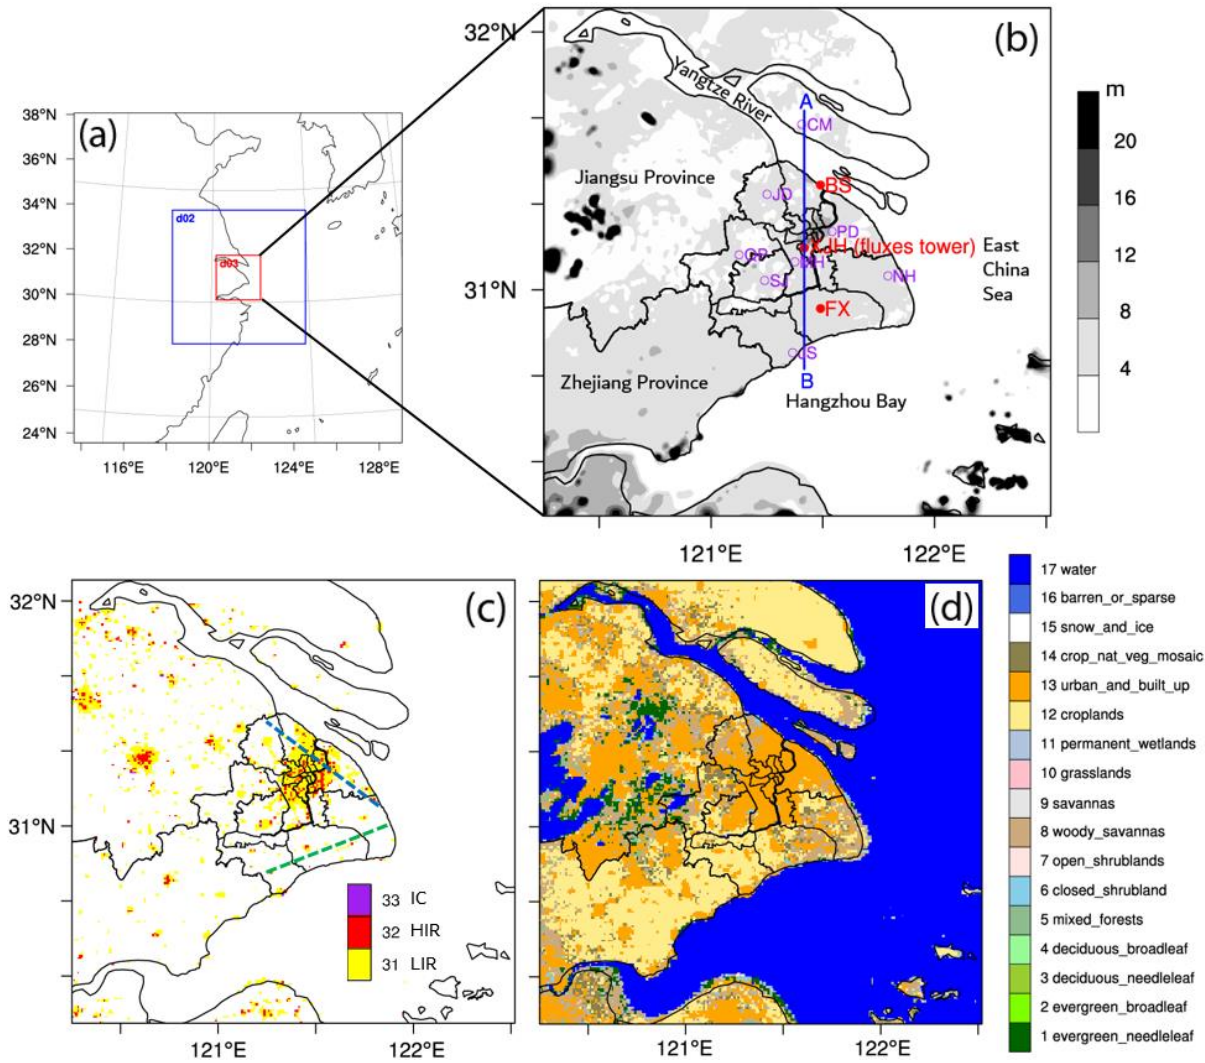 (a)
38°N
36°N
34°N
32°N
30°N
28°N
26°N
24°N
d02
d03
116°E
120°E
124°E
128°E
(b)
32°N
31°N
Yangtze River
A
CM
Jiangsu Province
JD
BS
PD
QP
XJH (fluxes tower)
MH
East
China
Sea
SJ
NH
FX
JS
Zhejiang Province
B
Hangzhou Bay
121°E
122°E
m
20
16
12
8
4
(c)
32°N
31°N
33 IC
32 HIR
31 LIR
121°E
122°E
(d)
121°E
122°E
17 water
16 barren_or_sparse
15 snow_and_ice
14 crop_nat_veg_mosaic
13 urban_and_built_up
12 croplands
11 permanent_wetlands
10 grasslands
9 savannas
8 woody_savannas
7 open_shrublands
6 closed_shrubland
5 mixed_forests
4 deciduous_broadleaf
3 deciduous_needleleaf
2 evergreen_broadleaf
1 evergreen_needleleaf